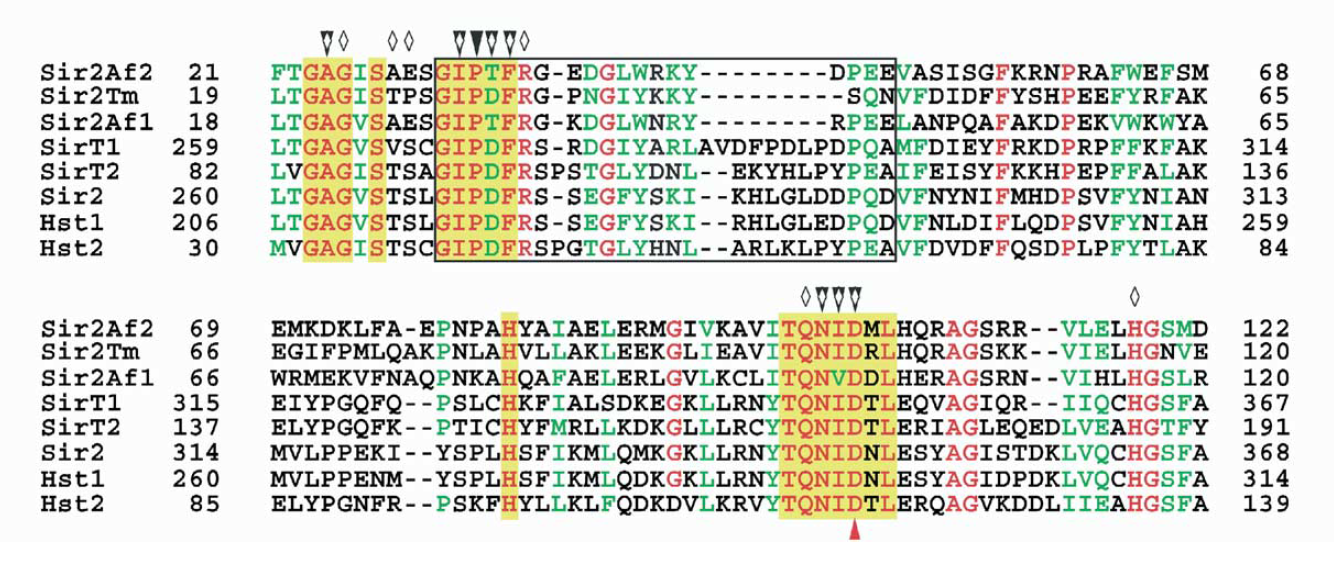 Sir2Af2 21 FTGAGISAESGIPTFRG-EDGLWRKY--------DPEEVASISGFKRNPRAFWEFSM 68
Sir2Tm 19 LTGAGISTPSGIPDFRG-PNGIYKKY---------SQNVFDIDFFYSHPEEFYRFAK 65
Sir2Af1 18 LTGAGVSAESGIPTFRG-KDGLWNRY--------RPEELANPQAFAKDPEKVWKWYA 65
SirT1 259 LTGAGVSVSCGIPDFRS-RDGIYARLAVDFPDLPDPQAMFDIEYFRKDPRPFFKFAK 314
SirT2 82 LVGAGISTSAGIPDFRSPSTGLYDNL--EKYHLPYPEAIFEISYFKKHPEPFFALAK 136
Sir2 260 LTGAGVSTSLGIPDFRS-SEGFYSKI--KHLGLDDPQDVFNYNIFMHDPSVFYNIAN 313
Hst1 206 LTGAGVSTSLGIPDFRS-SEGFYSKI--RHLGLEDPQDVFNLDIFLQDPSVFYNIAH 259
Hst2 30 MVGAGISTSCGIPDFRSPGTGLYHNL--ARLKLPYPEAVFDVDFFQSDPLPFYTLAK 84
Sir2Af2 69 EMKDKLFA-EPNPAHYAIAELERMGIVKAVITQNIDMLHQRAGSRR--VLELHGSMD 122
Sir2Tm 66 EGIFPMLQAKPNLAHVLLAKLEEKGLIEAVITQNIDRLHQRAGSKK--VIELHGNVE 120
Sir2Af1 66 WRMEKVFNAQPNKAHQAFAELERLGVLKCLITQNVDDLHERAGSRN--VIHLHGSLR 120
SirT1 315 EIYPGQFQ--PSLCHKFIALSDKEGKLLRNYTQNIDTLEQVAGIQR--IIQCHGSFA 367
SirT2 137 ELYPGQFK--PTICHYFMRLLKDKGLLLRCYTQNIDTLERIAGLEQEDLVEAHGTFY 191
Sir2 314 MVLPPEKI--YSPLHSFIKMLQMKGKLLRNYTQNIDNLESYAGISTDKLVQCHGSFA 368
Hst1 260 MVLPPENM--YSPLHSFIKMLQDKGKLLRNYTQNIDNLESYAGIDPDKLVQCHGSFA 314
Hst2 85 ELYPGNFR--PSKFHYLLKLFQDKDVLKRVYTQNIDTLERQAGVKDDLIIEAHGSFA 139